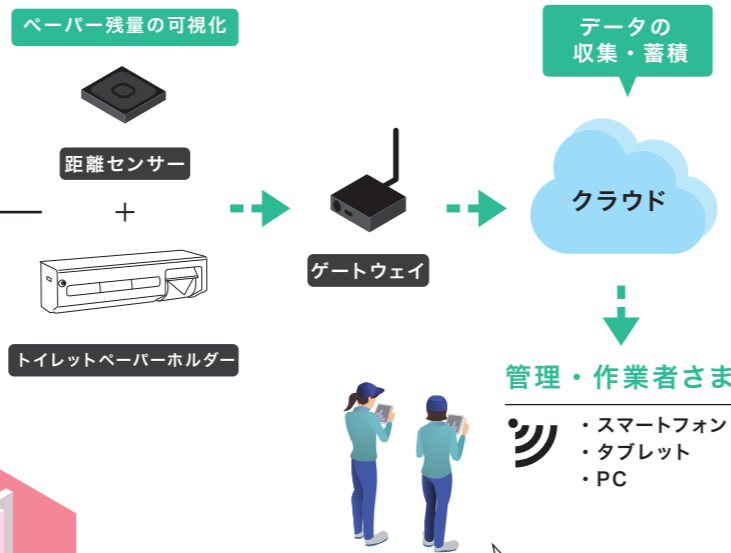 ペーパー残量の可視化
データの
収集・蓄積
距離センサー
+
クラウド
ゲートウェイ
トイレットペーパーホルダー
管理・作業者さま
・スマートフォン
・タブレット
・PC